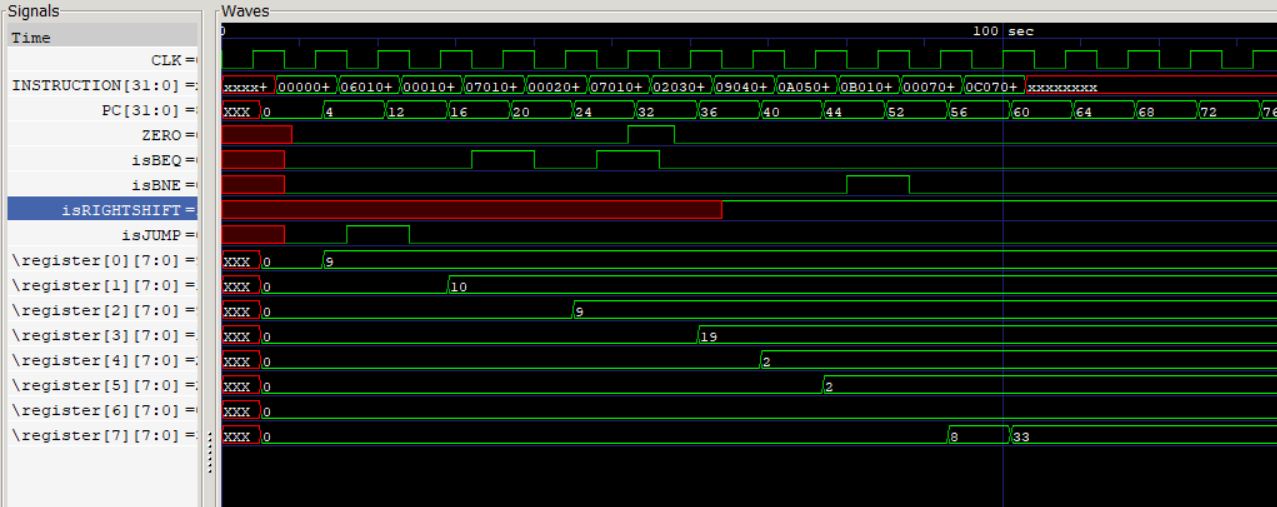 Signals Waves
Time 100 sec
CLK =
INSTRUCTION[31:0] = xxxx+ 00000+ 06010+ 00010+ 07010+ 00020+ 07010+ 02030+ 09040+ 0A050+ 0B010+ 00070+ 0C070+ xxxxxxxx
PC[31:0] = XXX 0 4 12 16 20 24 32 36 40 44 52 56 60 64 68 72 76
ZERO =
isBEQ =
isBNE =
isRIGHTSHIFT =
isJUMP =
\register[0][7:0] = XXX 0 9
\register[1][7:0] = XXX 0 10
\register[2][7:0] = XXX 0 9
\register[3][7:0] = XXX 0 19
\register[4][7:0] = XXX 0 2
\register[5][7:0] = XXX 0 2
\register[6][7:0] = XXX 0
\register[7][7:0] = XXX 0 8 33